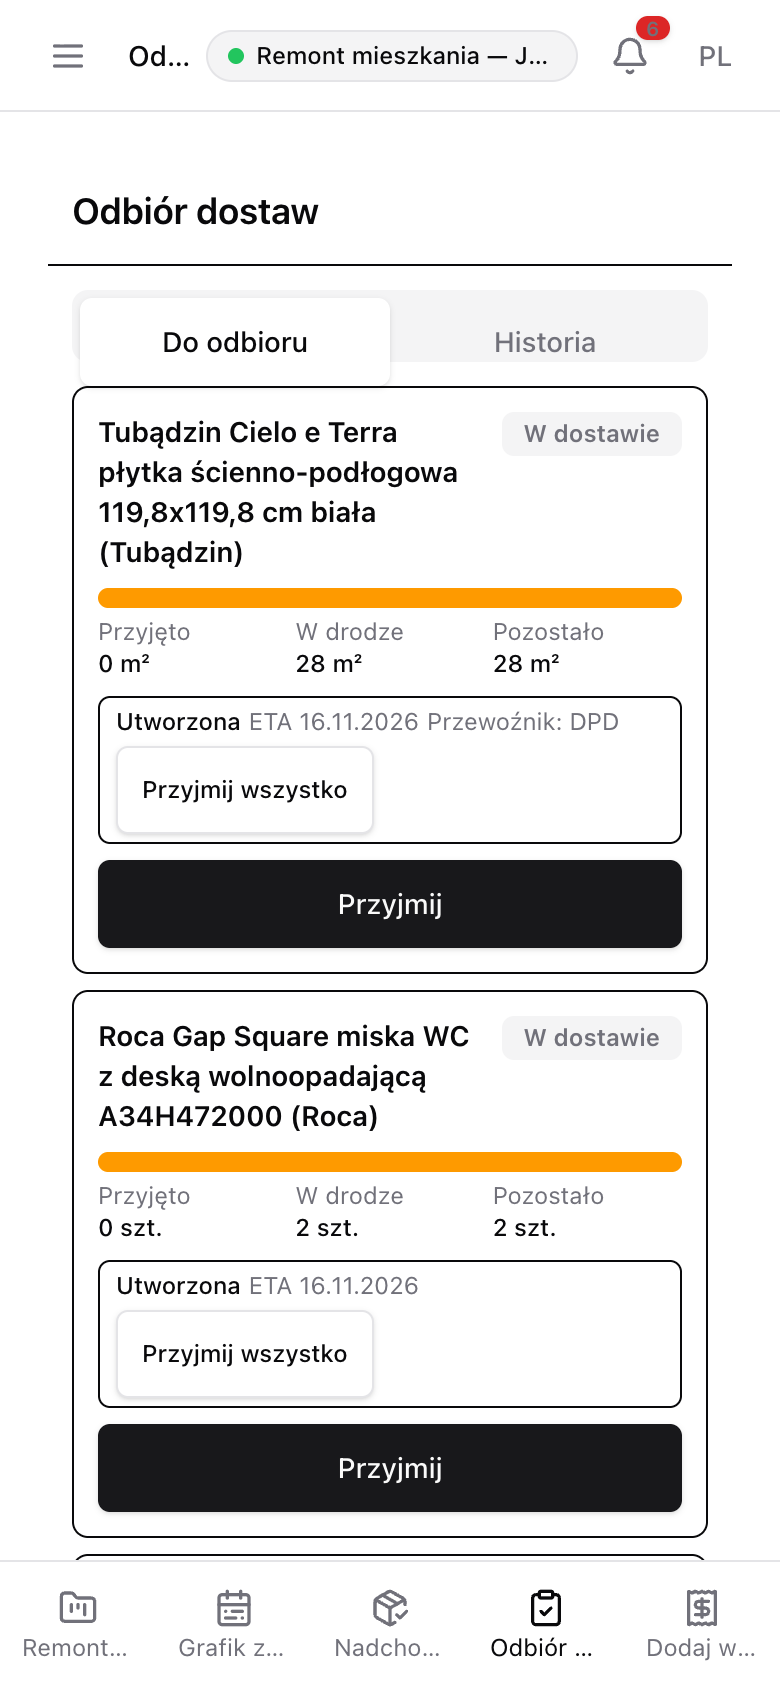 Od...
Remont mieszkania — J...
6
PL
Odbiór dostaw
Do odbioru
Historia
Tubądzin Cielo e Terra
płytka ścienno-podłogowa
119,8x119,8 cm biała
(Tubądzin)
W dostawie
Przyjęto
W drodze
Pozostało
0 m²
28 m²
28 m²
Utworzona ETA 16.11.2026 Przewoźnik: DPD
Przyjmij wszystko
Przyjmij
Roca Gap Square miska WC
z deską wolnoopadającą
A34H472000 (Roca)
W dostawie
Przyjęto
W drodze
Pozostało
0 szt.
2 szt.
2 szt.
Utworzona ETA 16.11.2026
Przyjmij wszystko
Przyjmij
Remont...
Grafik z...
Nadcho...
Odbiór ...
Dodaj w...